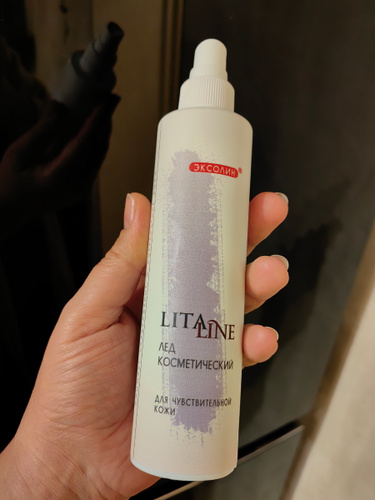 ЭКСОЛИН®
LITA
LINE
ЛЕД
КОСМЕТИЧЕСКИЙ
ДЛЯ ЧУВСТВИТЕЛЬНОЙ
КОЖИ